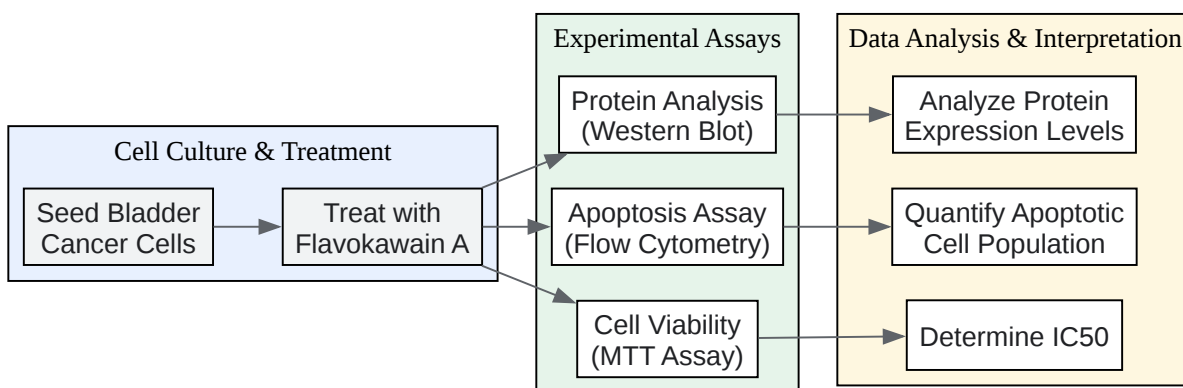 Cell Culture & Treatment
Seed Bladder
Cancer Cells
Treat with
Flavokawain A
Experimental Assays
Protein Analysis
(Western Blot)
Apoptosis Assay
(Flow Cytometry)
Cell Viability
(MTT Assay)
Data Analysis & Interpretation
Analyze Protein
Expression Levels
Quantify Apoptotic
Cell Population
Determine IC50